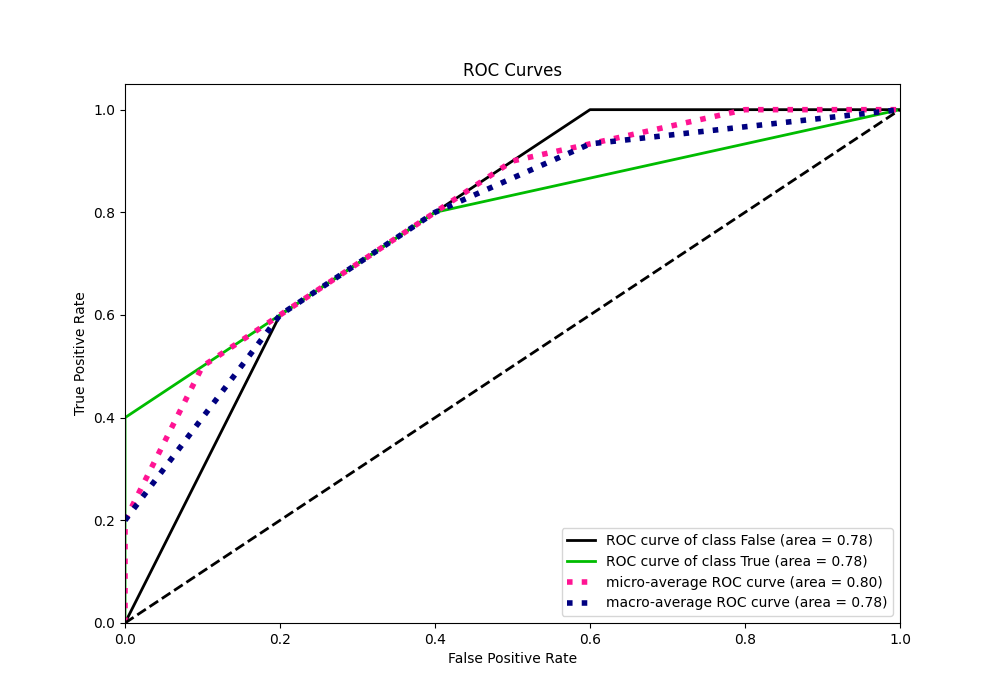 ROC Curves
True Positive Rate
1.0
0.8
0.6
0.4
0.2
0.0
0.0 0.2 0.4 0.6 0.8 1.0
False Positive Rate
ROC curve of class False (area = 0.78)
ROC curve of class True (area = 0.78)
micro-average ROC curve (area = 0.80)
macro-average ROC curve (area = 0.78)